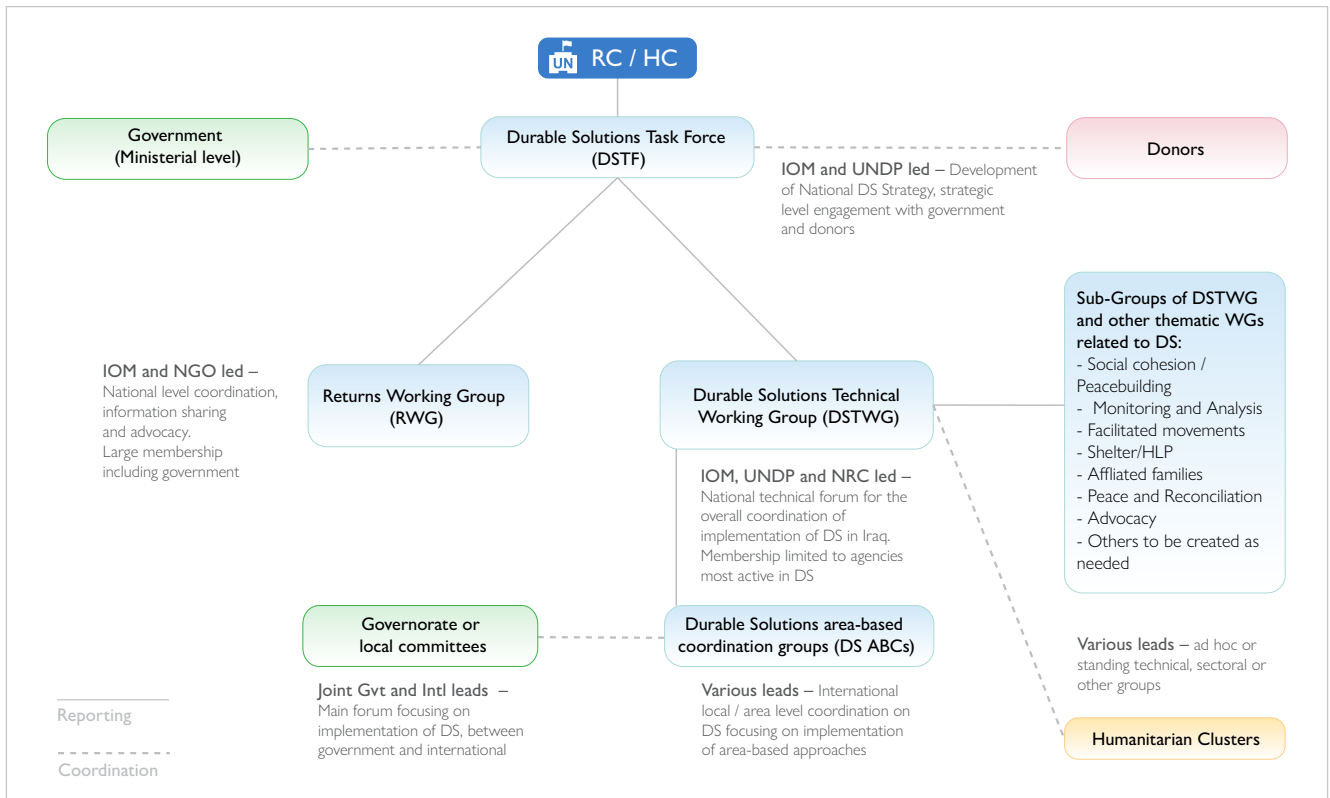 UN
RC / HC
Government
(Ministerial level)
Durable Solutions Task Force
(DSTF)
Donors
IOM and UNDP led – Development
of National DS Strategy, strategic
level engagement with government
and donors
Sub-Groups of DSTWG
and other thematic WGs
related to DS:
- Social cohesion /
Peacebuilding
- Monitoring and Analysis
- Facilitated movements
- Shelter/HLP
- Affliated families
- Peace and Reconciliation
- Advocacy
- Others to be created as
needed
IOM and NGO led –
National level coordination,
information sharing
and advocacy.
Large membership
including government
Returns Working Group
(RWG)
Durable Solutions Technical
Working Group (DSTWG)
IOM, UNDP and NRC led –
National technical forum for the
overall coordination of
implementation of DS in Iraq.
Membership limited to agencies
most active in DS
Governorate or
local committees
Durable Solutions area-based
coordination groups (DS ABCs)
Joint Gvt and Intl leads –
Main forum focusing on
implementation of DS, between
government and international
Various leads – International
local / area level coordination on
DS focusing on implementation
of area-based approaches
Various leads – ad hoc or
standing technical, sectoral or
other groups
Humanitarian Clusters
Reporting
Coordination